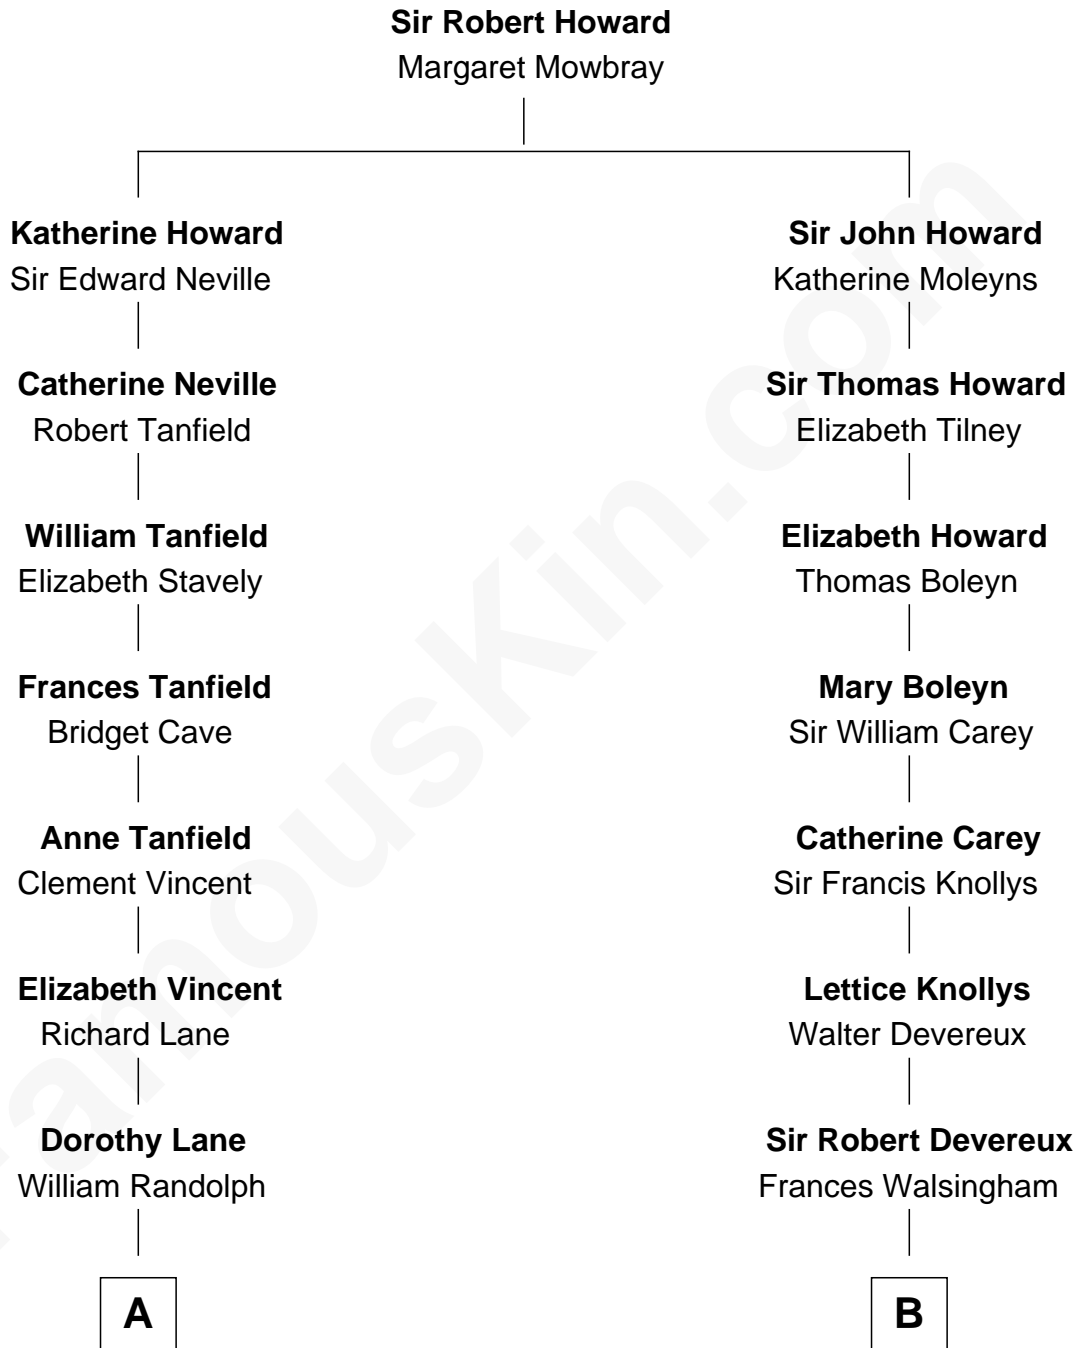 Sir Robert Howard
Margaret Mowbray
Katherine Howard
Sir Edward Neville
Catherine Neville
Robert Tanfield
William Tanfield
Elizabeth Stavely
Frances Tanfield
Bridget Cave
Anne Tanfield
Clement Vincent
Elizabeth Vincent
Richard Lane
Dorothy Lane
William Randolph
A
Sir John Howard
Katherine Moleyns
Sir Thomas Howard
Elizabeth Tilney
Elizabeth Howard
Thomas Boleyn
Mary Boleyn
Sir William Carey
Catherine Carey
Sir Francis Knollys
Lettice Knollys
Walter Devereux
Sir Robert Devereux
Frances Walsingham
B
FamousKin.com